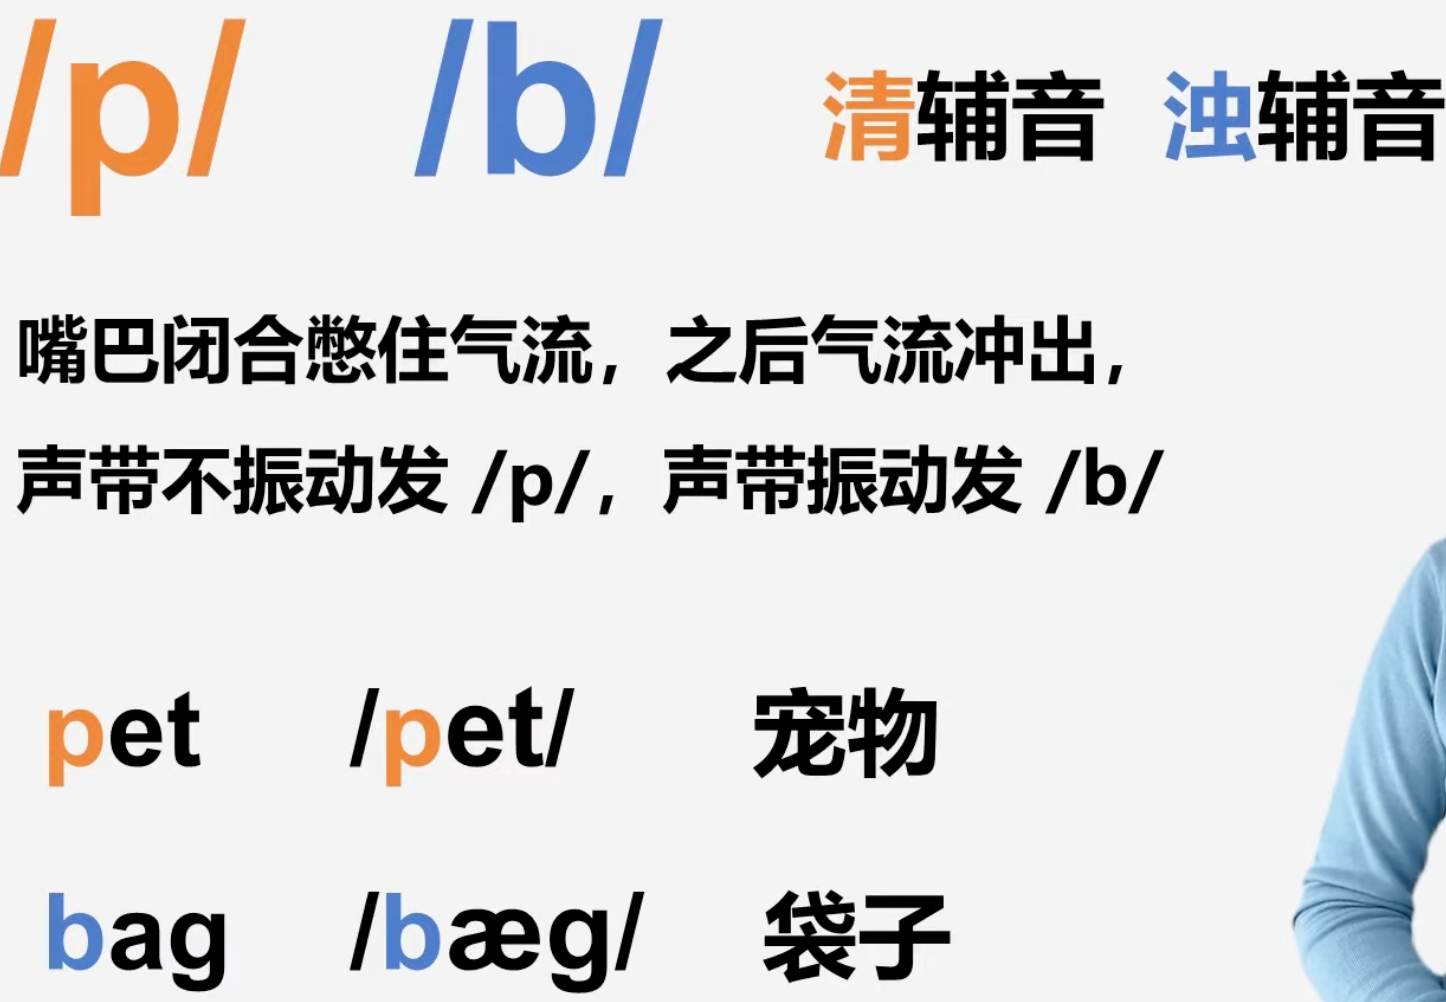 /p/ /b/ 清辅音 浊辅音
嘴巴闭合憋住气流，之后气流冲出，
声带不振动发 /p/，声带振动发 /b/
pet /pet/ 宠物
bag /bæg/ 袋子